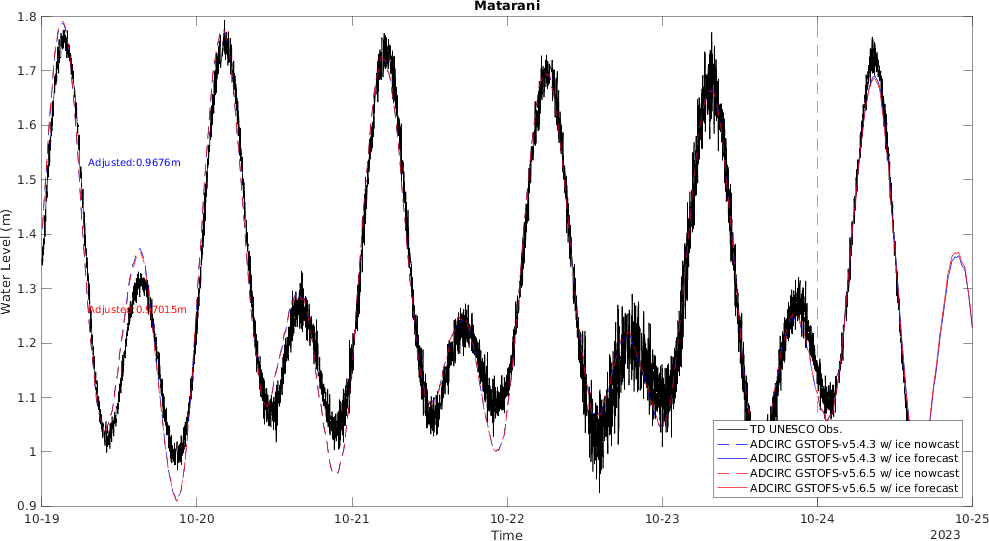 Matarani
1.8
1.7
1.6
1.5
1.4
1.3
1.2
1.1
1
0.9
Water Level (m)
Adjusted:0.9676m
Adjusted:0.97015m
TD UNESCO Obs.
ADCIRC GSTOFS-v5.4.3 w/ ice nowcast
ADCIRC GSTOFS-v5.4.3 w/ ice forecast
ADCIRC GSTOFS-v5.6.5 w/ ice nowcast
ADCIRC GSTOFS-v5.6.5 w/ ice forecast
10-19 10-20 10-21 10-22 10-23 10-24 10-25
Time
2023